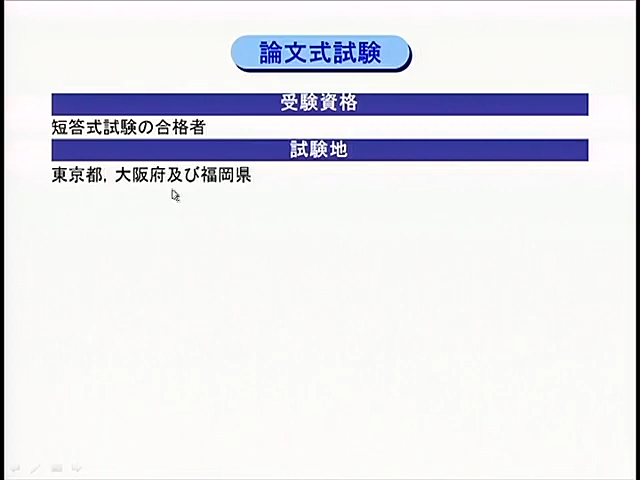 論文式試験
受験資格
短答式試験の合格者
試験地
東京都，大阪府及び福岡県